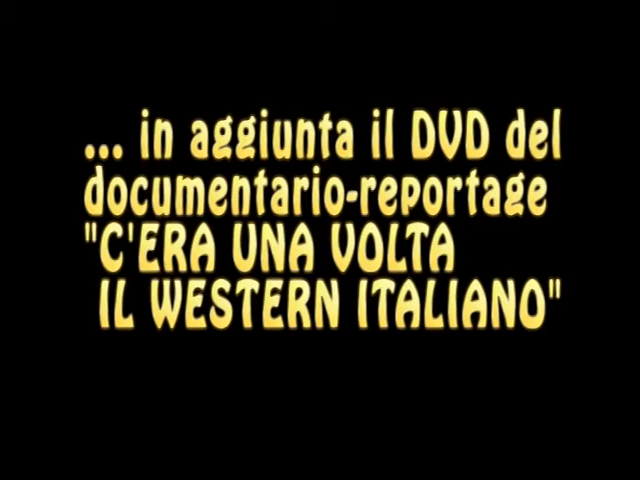 ... in aggiunta il DVD del
documentario-reportage
"C'ERA UNA VOLTA
IL WESTERN ITALIANO"